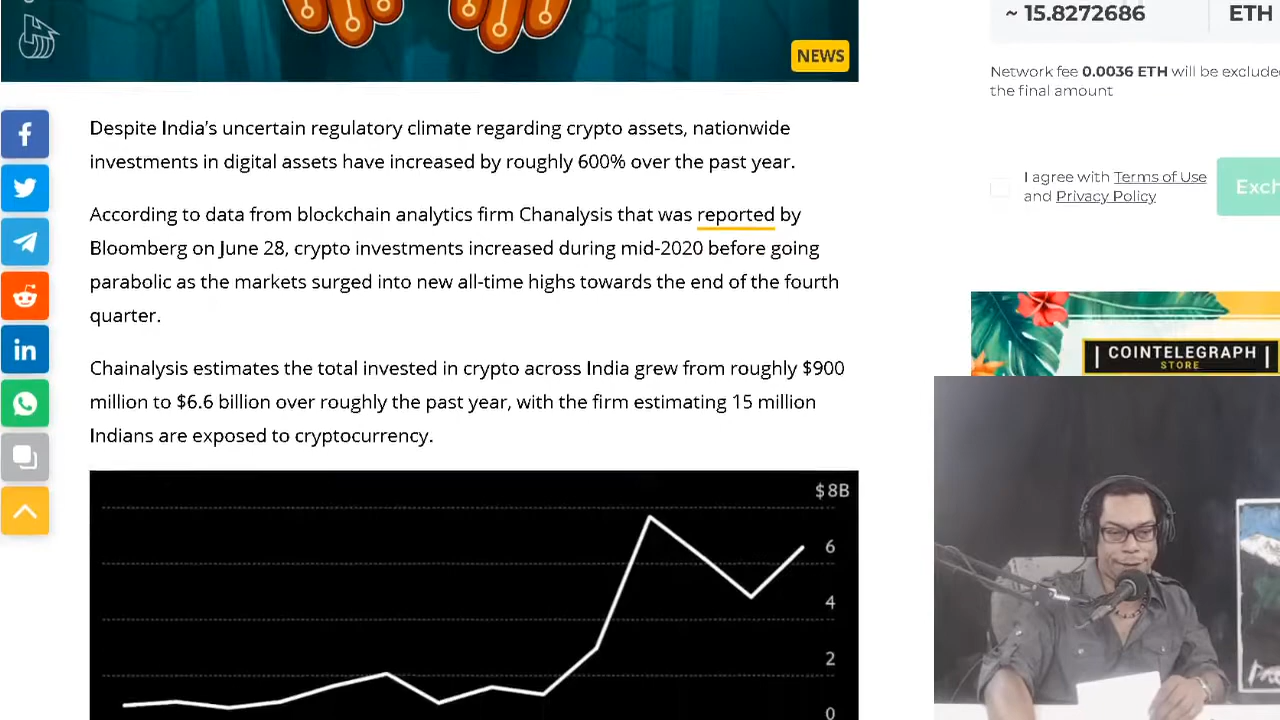 NEWS
~ 15.8272686 ETH
Network fee 0.0036 ETH will be exclude
the final amount
Despite India's uncertain regulatory climate regarding crypto assets, nationwide
investments in digital assets have increased by roughly 600% over the past year.
I agree with Terms of Use
and Privacy Policy
Exch
According to data from blockchain analytics firm Chanalysis that was reported by
Bloomberg on June 28, crypto investments increased during mid-2020 before going
parabolic as the markets surged into new all-time highs towards the end of the fourth
quarter.
Chainalysis estimates the total invested in crypto across India grew from roughly $900
million to $6.6 billion over roughly the past year, with the firm estimating 15 million
Indians are exposed to cryptocurrency.
COINTELEGRAPH
STORE
$8B
6
4
2
0